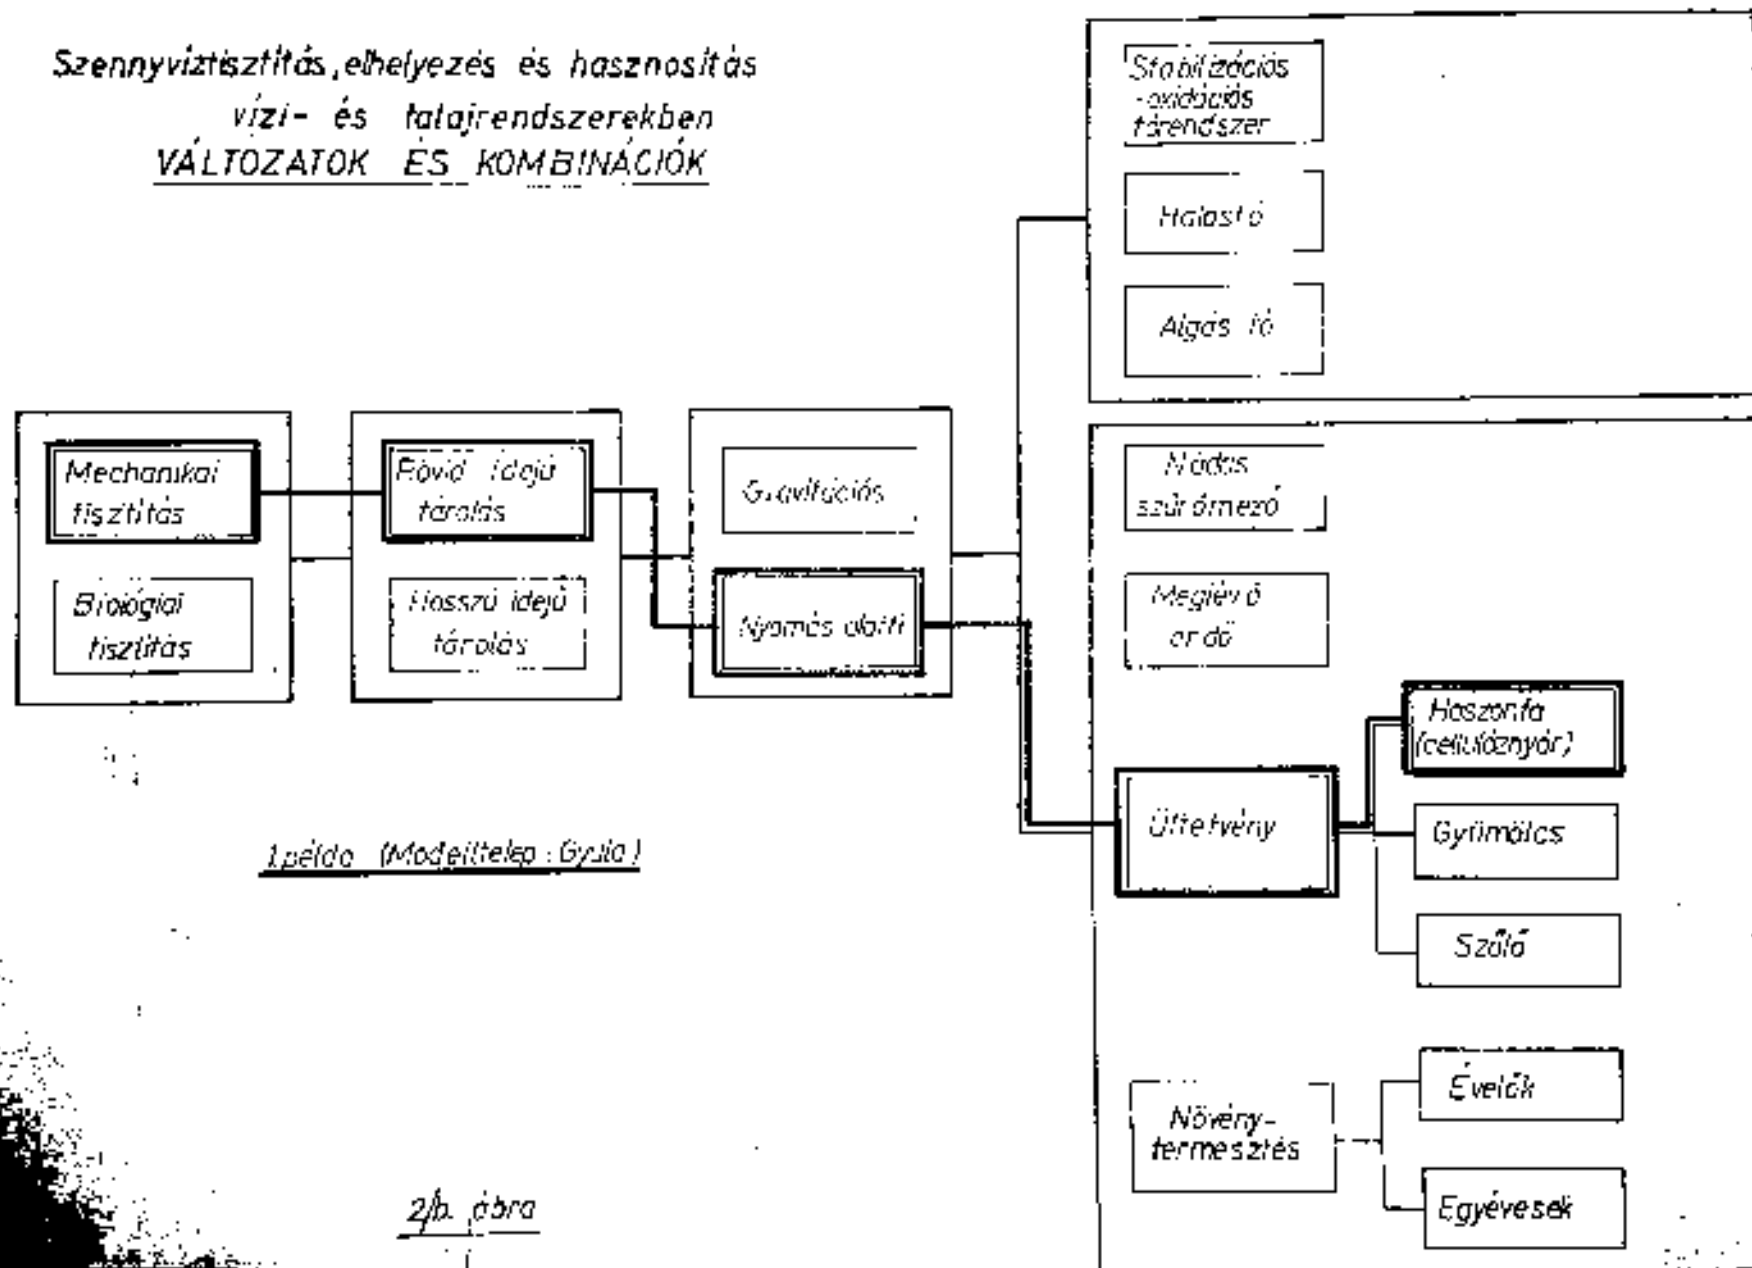 Szennyvíztisztítás, elhelyezés és hasznosítás
vízi- és talajrendszerekben
VÁLTOZATOK ÉS KOMBINÁCIÓK
Stabilizációs
-oxidációs
tórendszer
Halastó
Algás tó
Mechanikai
tisztítás
Biológiai
tisztítás
Rövid idejű
tárolás
Hosszú idejű
tárolás
Gravitációs
Nyomás alatti
Nádas
szűrőmező
Meglévő
erdő
Ültetvény
Haszonfa
(cellulóznyár)
Gyümölcs
Szőlő
Növény-
termesztés
Évelők
Egyévesek
1.példa (Modelltelep: Gyula)
2/b. ábra